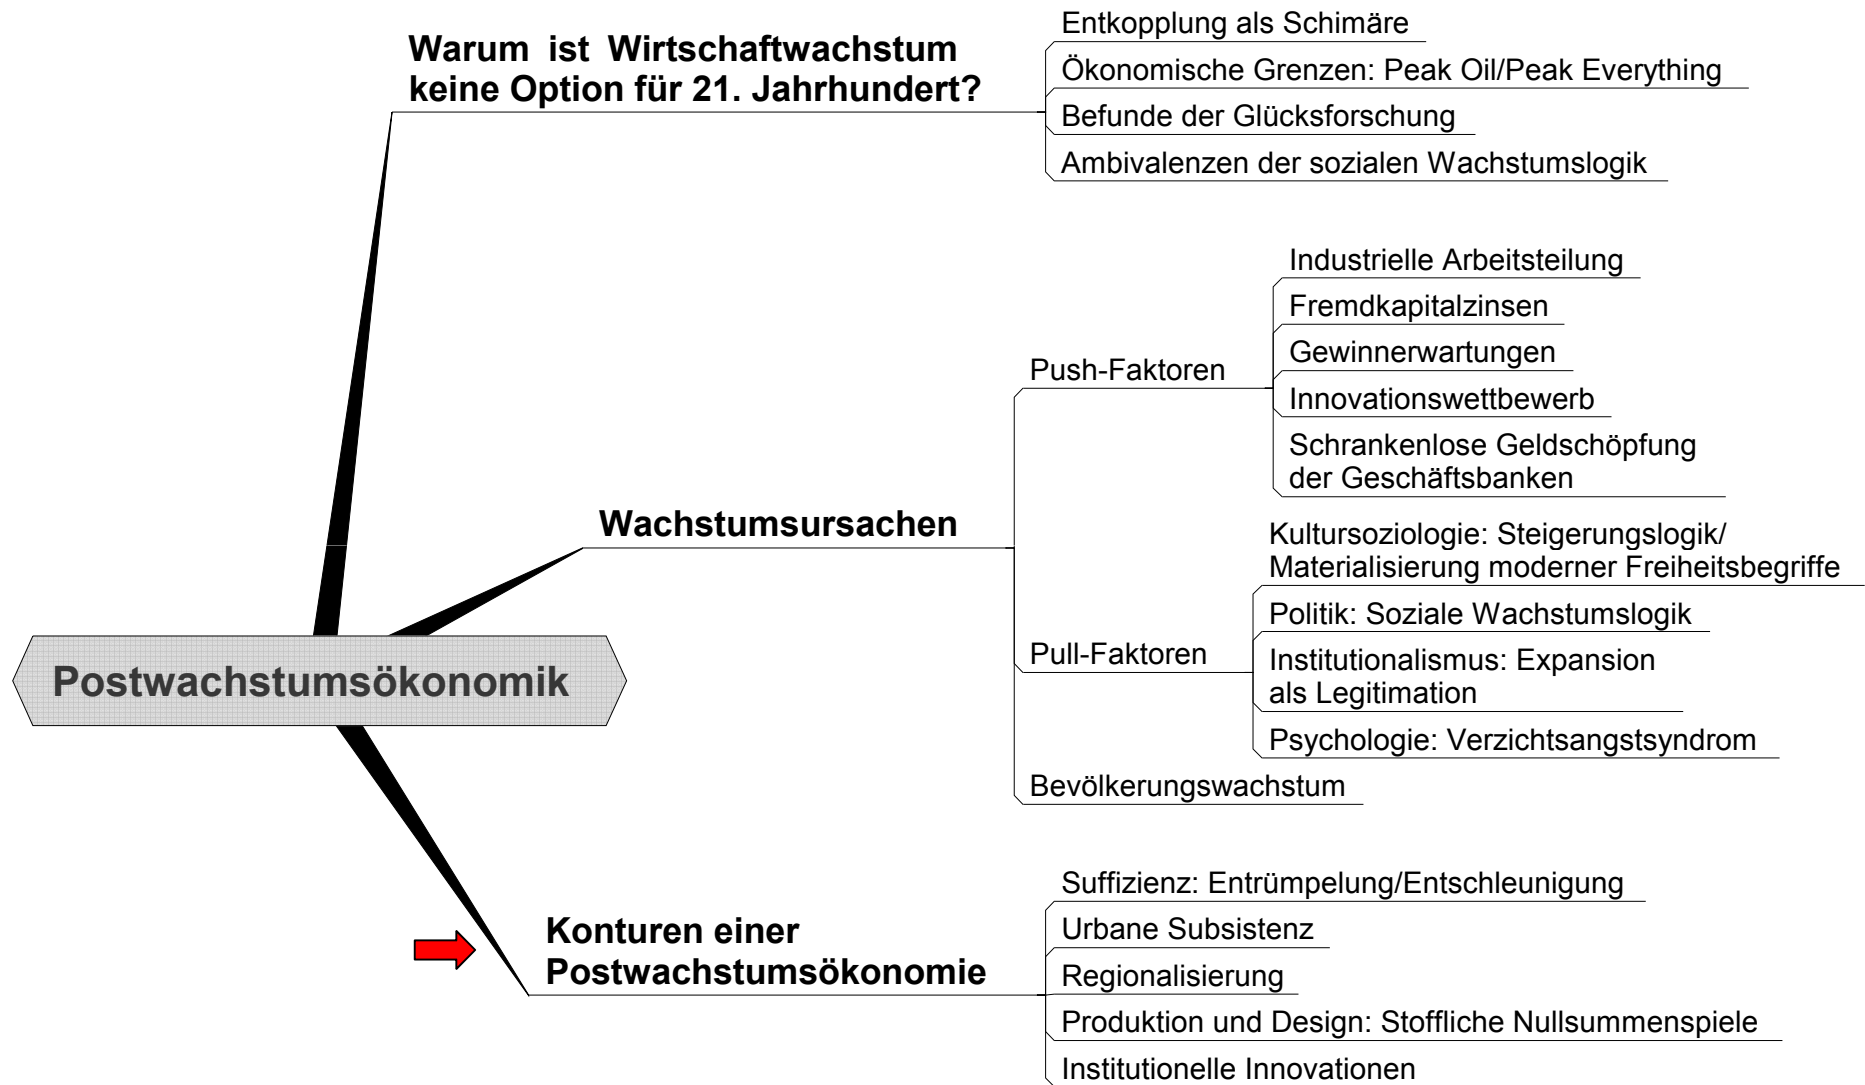 Warum ist Wirtschaftwachstum
keine Option für 21. Jahrhundert?
Entkopplung als Schimäre
Ökonomische Grenzen: Peak Oil/Peak Everything
Befunde der Glücksforschung
Ambivalenzen der sozialen Wachstumslogik
Wachstumsursachen
Push-Faktoren
Industrielle Arbeitsteilung
Fremdkapitalzinsen
Gewinnerwartungen
Innovationswettbewerb
Schrankenlose Geldschöpfung
der Geschäftsbanken
Pull-Faktoren
Kultursoziologie: Steigerungslogik/
Materialisierung moderner Freiheitsbegriffe
Politik: Soziale Wachstumslogik
Institutionalismus: Expansion
als Legitimation
Psychologie: Verzichtsangstsyndrom
Bevölkerungswachstum
Postwachstumsökonomik
Konturen einer
Postwachstumsökonomie
Suffizienz: Entrümpelung/Entschleunigung
Urbane Subsistenz
Regionalisierung
Produktion und Design: Stoffliche Nullsummenspiele
Institutionelle Innovationen